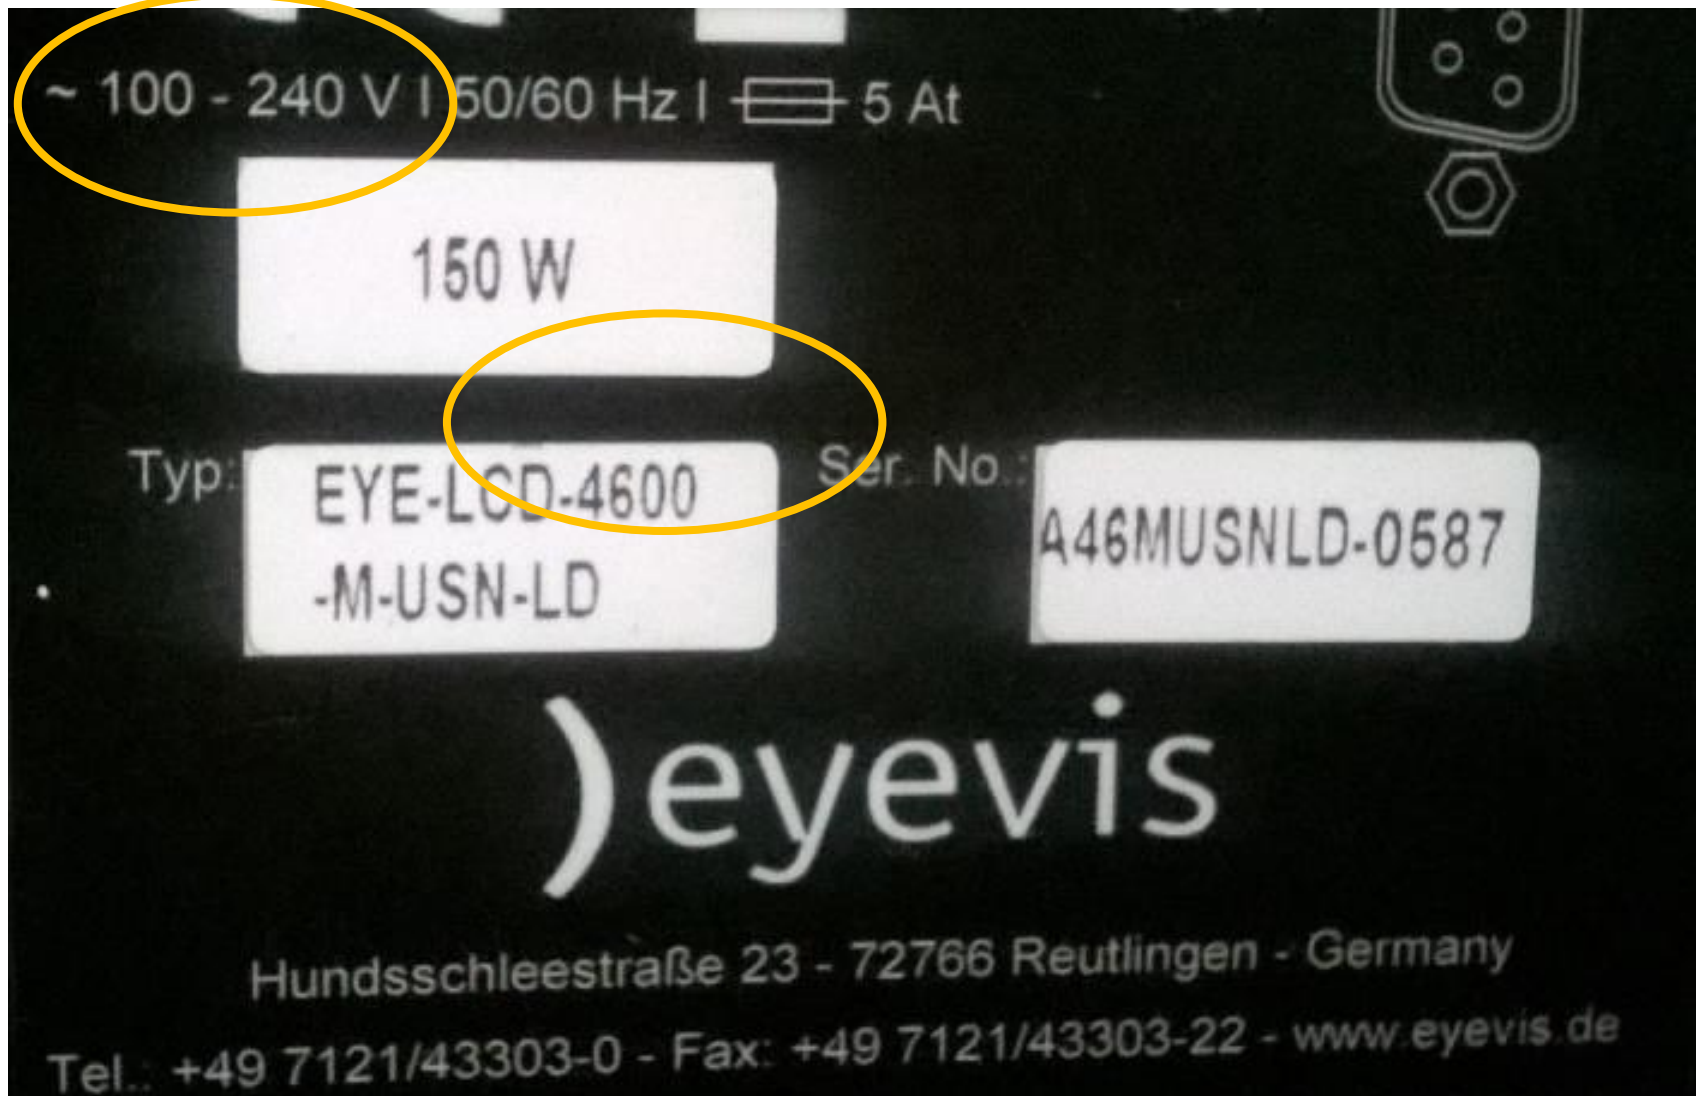 ~ 100 - 240 V I 50/60 Hz I 5 At
150 W
Typ: EYE-LCD-4600
-M-USN-LD
Ser. No.: A46MUSNLD-0587
eyevis
Hundsschleestraße 23 - 72766 Reutlingen - Germany
Tel.: +49 7121/43303-0 - Fax: +49 7121/43303-22 - www.eyevis.de